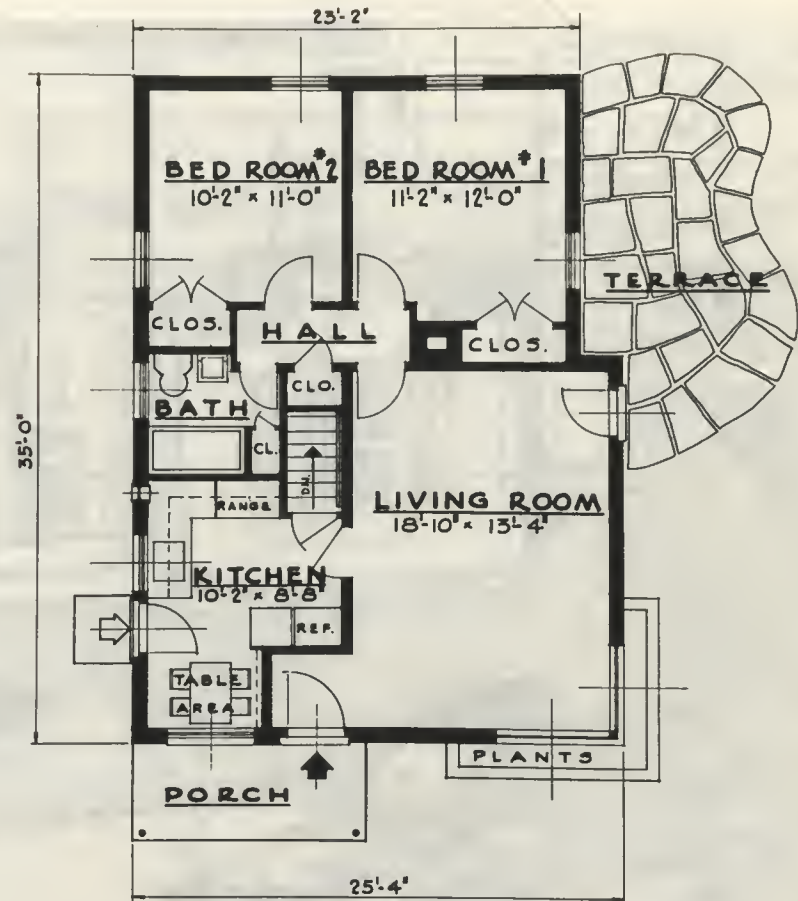 23'-2"
BED ROOM #2
10'-2" x 11'-0"
BED ROOM #1
11'-2" x 12'-0"
TERRACE
CLOS.
HALL
CLOS.
CLO.
BATH
35'-0"
CL.
DN.
RANGE
LIVING ROOM
18'-10" x 13'-4"
KITCHEN
10'-2" x 8'-8"
REF.
TABLE
AREA
PLANTS
PORCH
25'-4"